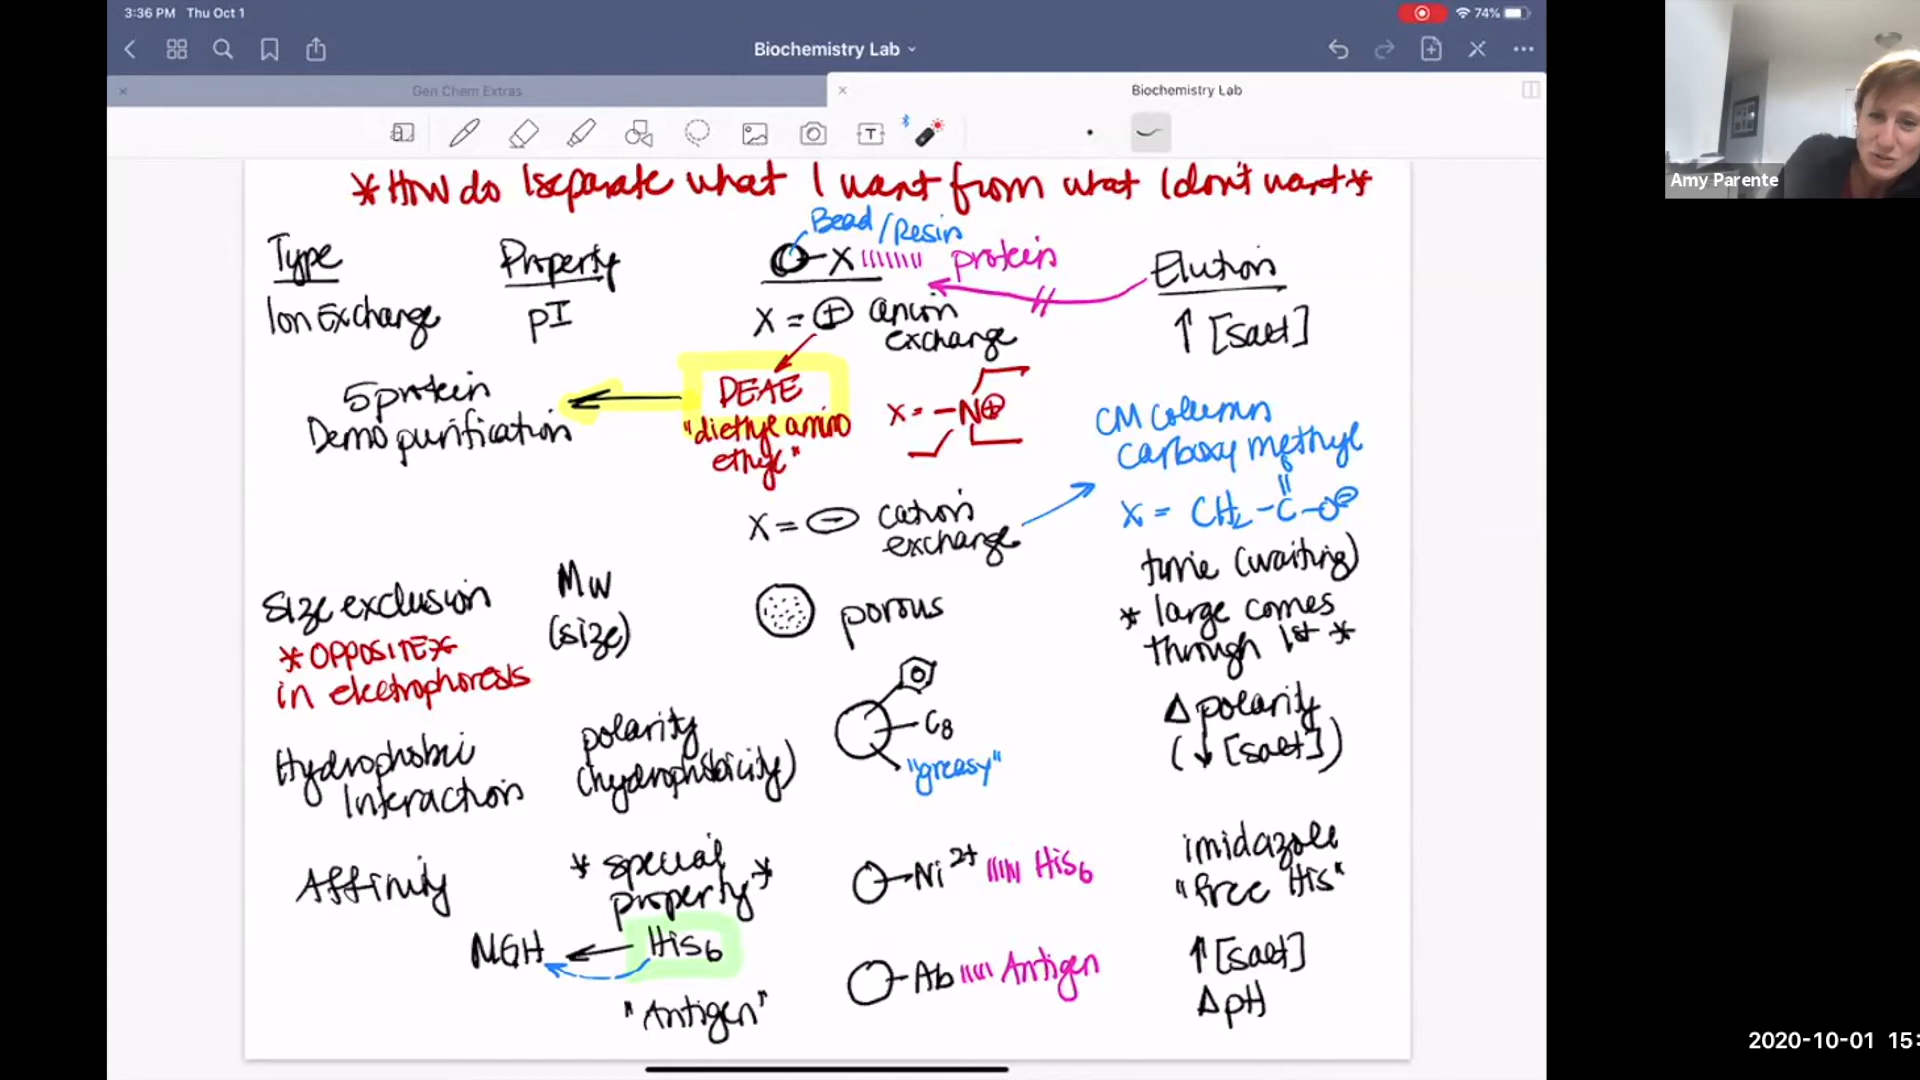 3:36 PM Thu Oct 1
74%
Biochemistry Lab
Gen Chem Extras
Biochemistry Lab
Amy Parente
*How do I separate what I want from what I don't want*
Bead/Resin
Type
Property
X protein
Elution
Ion Exchange
pI
X = + anion
exchange
↑ [salt]
5 protein
Demo purification
DEAE
"diethyl amino
ethyl"
X = -N⊕
CM Column
Carboxy methyl
X = CH2-C-O⊖
X = - cation
exchange
Size exclusion
*OPPOSITE*
in electrophoresis
MW
(size)
porous
time (waiting)
* large comes
through 1st *
Hydrophobic
Interaction
polarity
(hydrophobicity)
C8
"greasy"
Δ polarity
(↓ [salt])
Affinity
* special
property *
Ni2+ His6
imidazole
"free His"
NGH
His6
"Antigen"
Ab Antigen
↑ [salt]
Δ pH
2020-10-01 15: